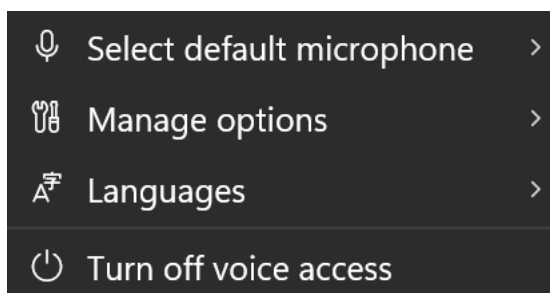 Select default microphone
Manage options
Languages
Turn off voice access